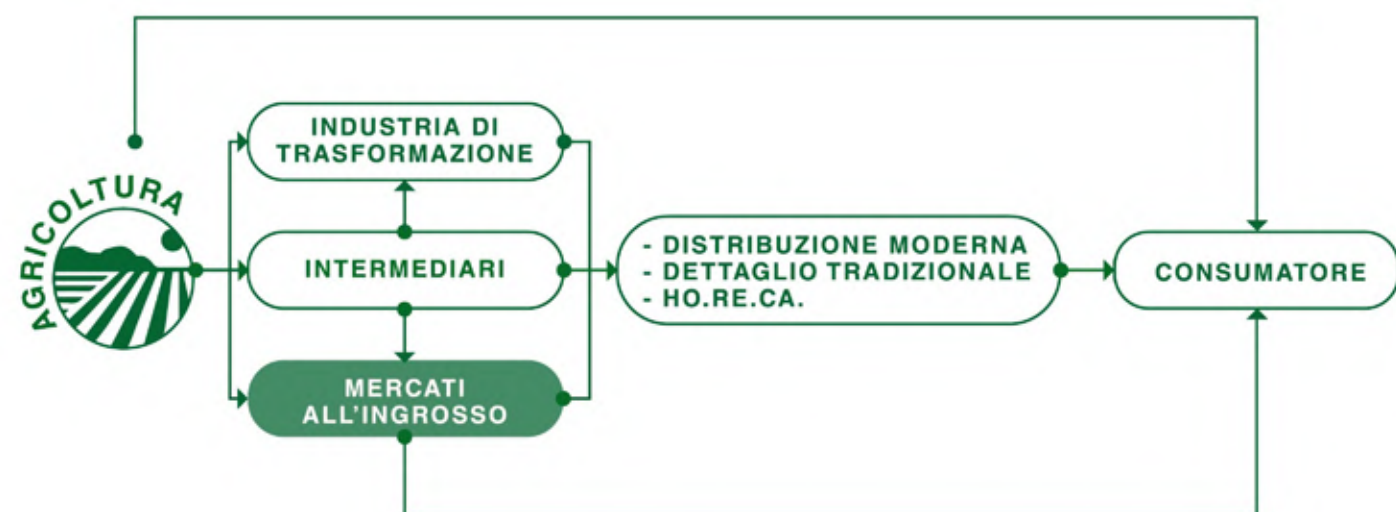 AGRICOLTURA
INDUSTRIA DI
TRASFORMAZIONE
INTERMEDIARI
MERCATI
ALL'INGROSSO
- DISTRIBUZIONE MODERNA
- DETTAGLIO TRADIZIONALE
- HO.RE.CA.
CONSUMATORE